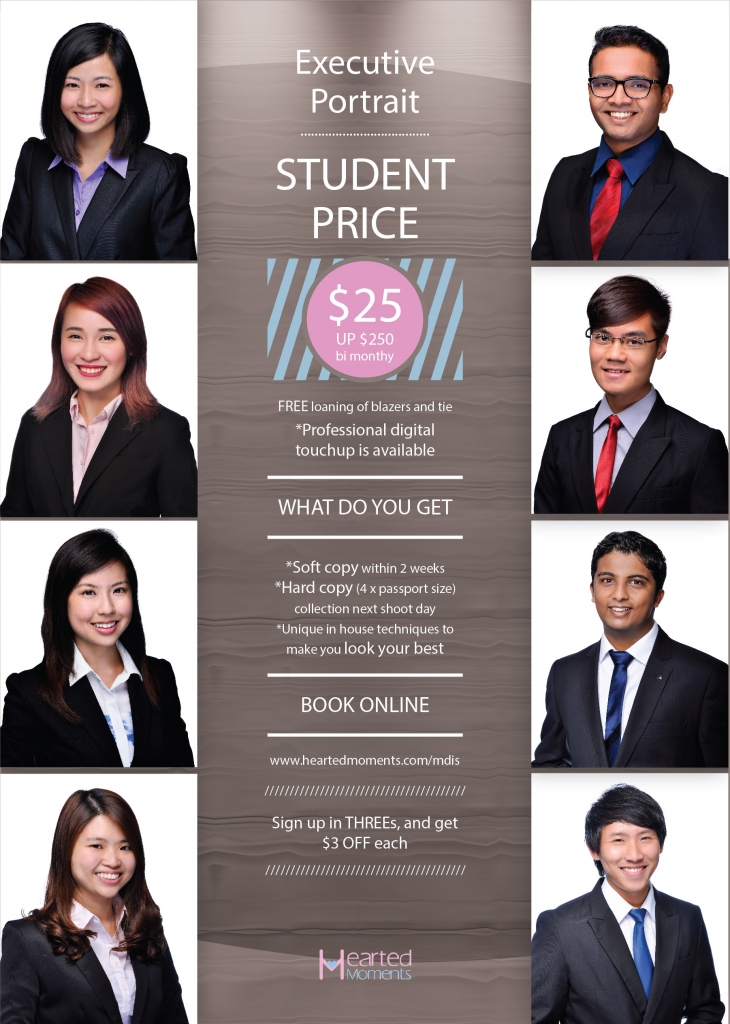 Executive
Portrait
STUDENT
PRICE
$25
UP $250
bi monthy
FREE loaning of blazers and tie
*Professional digital
touchup is available
WHAT DO YOU GET
*Soft copy within 2 weeks
*Hard copy (4 x passport size)
collection next shoot day
*Unique in house techniques to
make you look your best
BOOK ONLINE
www.heartedmoments.com/mdis
Sign up in THREEs, and get
$3 OFF each
Hearted
Moments